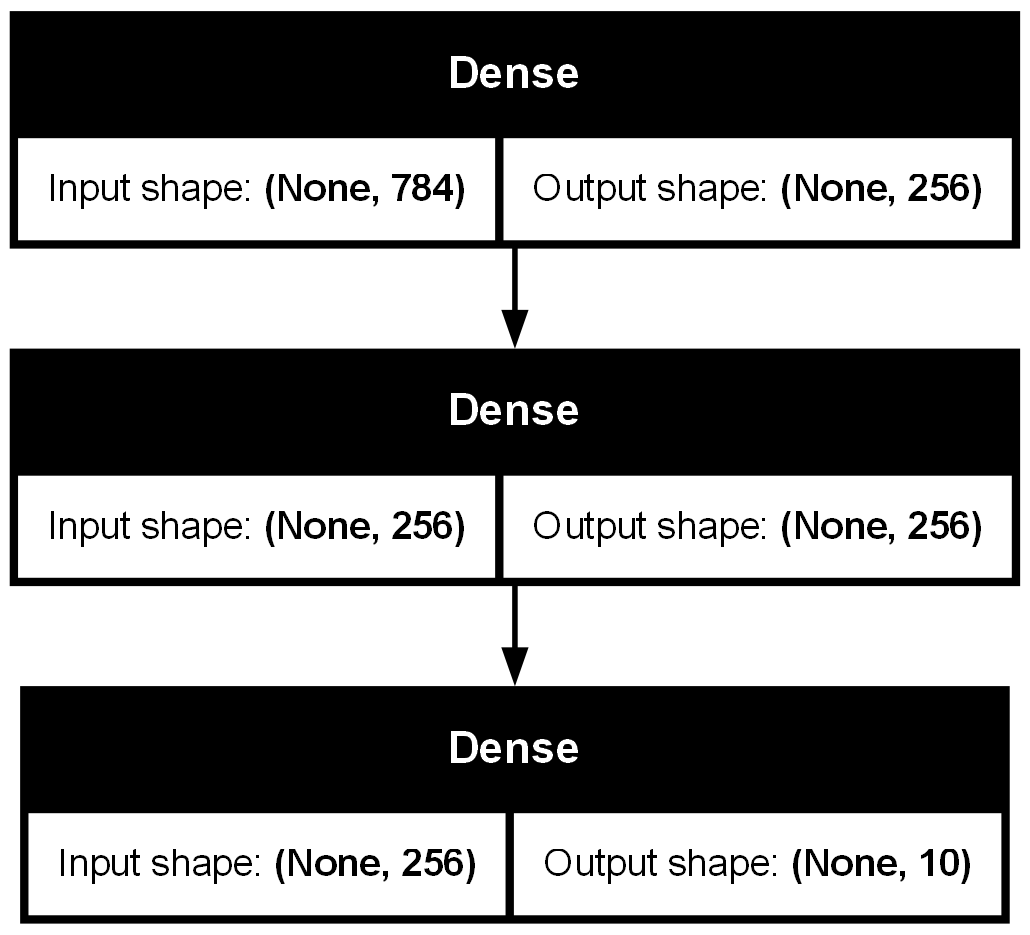 Dense
Input shape: (None, 784) Output shape: (None, 256)
Dense
Input shape: (None, 256) Output shape: (None, 256)
Dense
Input shape: (None, 256) Output shape: (None, 10)